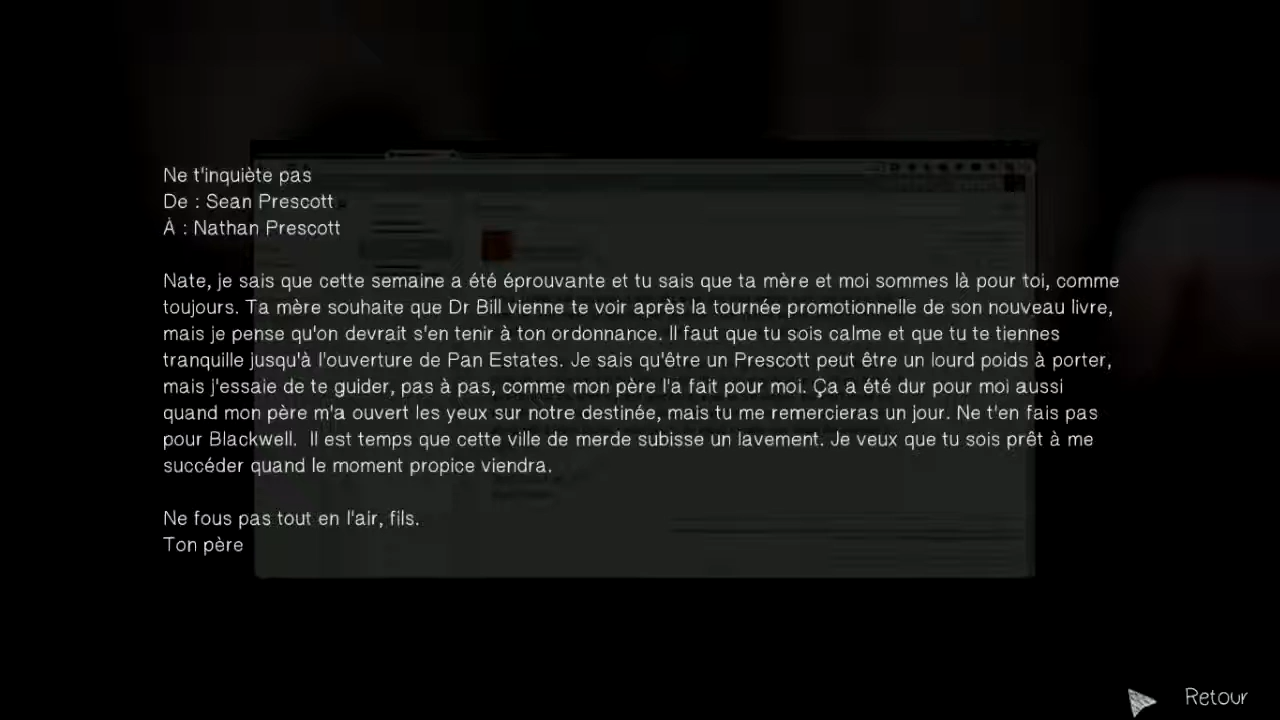 Ne t'inquiète pas
De : Sean Prescott
À : Nathan Prescott
Nate, je sais que cette semaine a été éprouvante et tu sais que ta mère et moi sommes là pour toi, comme
toujours. Ta mère souhaite que Dr Bill vienne te voir après la tournée promotionnelle de son nouveau livre,
mais je pense qu'on devrait s'en tenir à ton ordonnance. Il faut que tu sois calme et que tu te tiennes
tranquille jusqu'à l'ouverture de Pan Estates. Je sais qu'être un Prescott peut être un lourd poids à porter,
mais j'essaie de te guider, pas à pas, comme mon père l'a fait pour moi. Ça a été dur pour moi aussi
quand mon père m'a ouvert les yeux sur notre destinée, mais tu me remercieras un jour. Ne t'en fais pas
pour Blackwell.  Il est temps que cette ville de merde subisse un lavement. Je veux que tu sois prêt à me
succéder quand le moment propice viendra.
Ne fous pas tout en l'air, fils.
Ton père
Retour